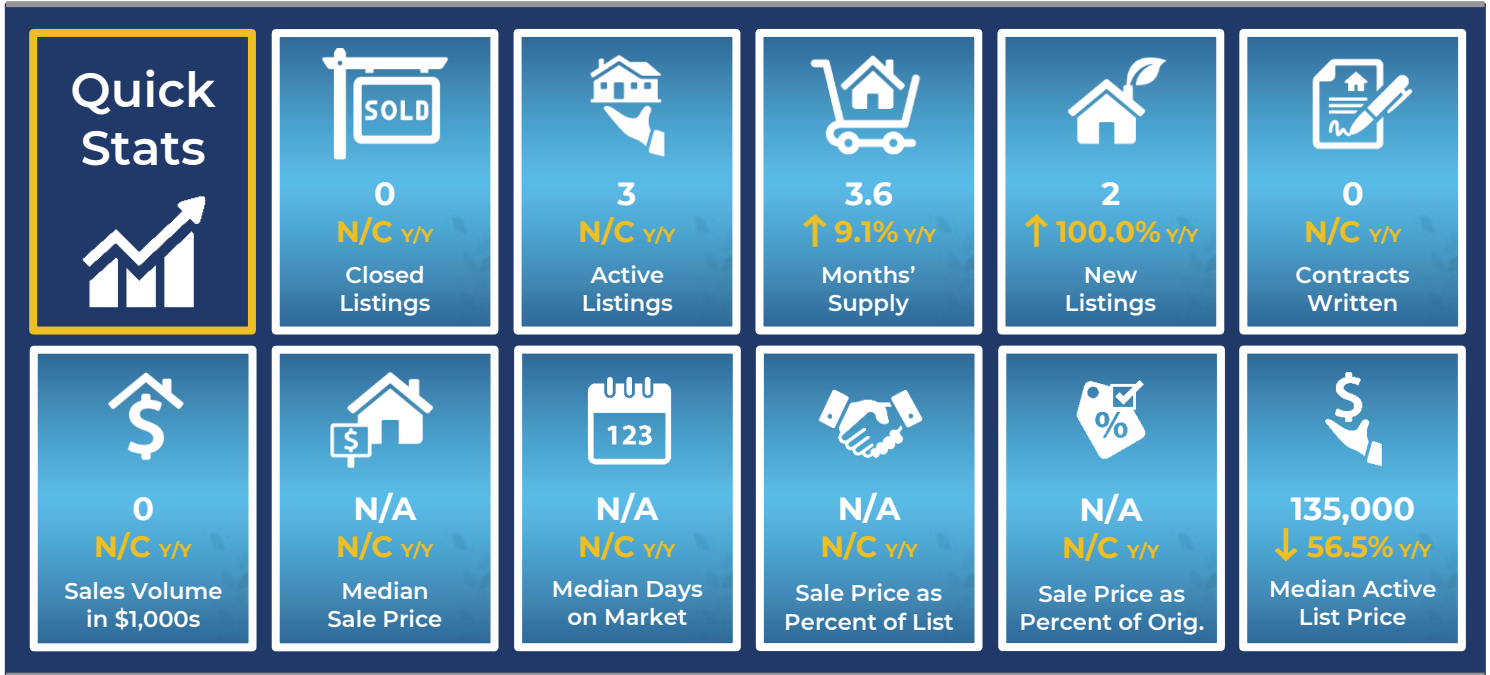 Quick
Stats
SOLD
0
N/C Y/Y
Closed
Listings
3
N/C Y/Y
Active
Listings
3.6
↑ 9.1% Y/Y
Months’
Supply
2
↑ 100.0% Y/Y
New
Listings
0
N/C Y/Y
Contracts
Written
$
0
N/C Y/Y
Sales Volume
in $1,000s
$
N/A
N/C Y/Y
Median
Sale Price
123
N/A
N/C Y/Y
Median Days
on Market
N/A
N/C Y/Y
Sale Price as
Percent of List
%
N/A
N/C Y/Y
Sale Price as
Percent of Orig.
$
135,000
↓ 56.5% Y/Y
Median Active
List Price